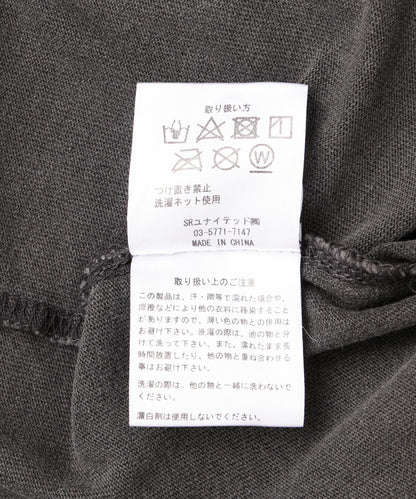 取り扱い方
W
つけ置き禁止
洗濯ネット使用
SRユナイテッド㈱
03-5771-7147
MADE IN CHINA
取り扱い上のご注意
この製品は、汗・雨等で濡れた場合や、
摩擦などにより他の衣料に移染すること
がありますので、薄い色の物との併用は
お避け下さい。洗濯の際は、他の物と分
けて洗って下さい。また、濡れたまま長
時間放置したり、他の物と重ね合わせる
事はお避け下さい。
洗濯の際は、他の物と一緒に洗わないで
ください。
漂白剤は使用しないでください。